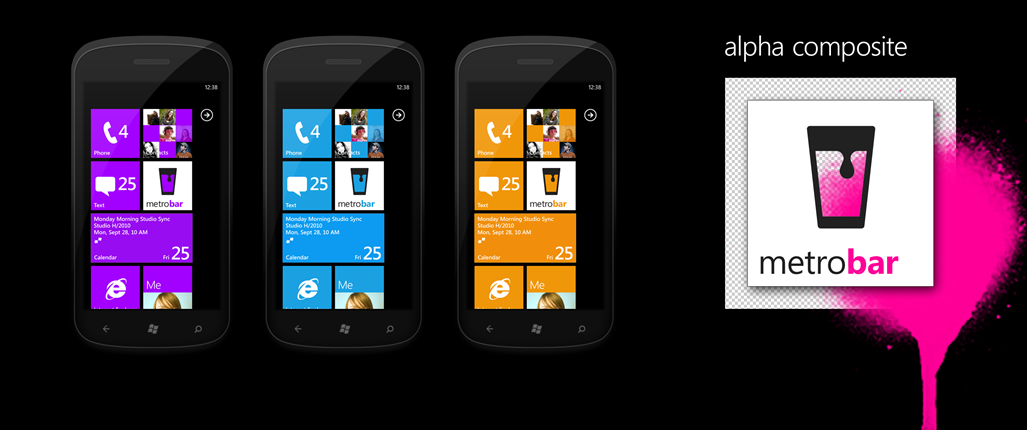 12:38
4
Phone
Contacts
25
Text
metrobar
Monday Morning Studio Sync
Studio H/2010
Mon, Sept 28, 10 AM
Calendar
Fri 25
Me
12:38
4
Phone
Contacts
25
Text
metrobar
Monday Morning Studio Sync
Studio H/2010
Mon, Sept 28, 10 AM
Calendar
Fri 25
Me
12:38
4
Phone
Contacts
25
Text
metrobar
Monday Morning Studio Sync
Studio H/2010
Mon, Sept 28, 10 AM
Calendar
Fri 25
Me
alpha composite
metrobar